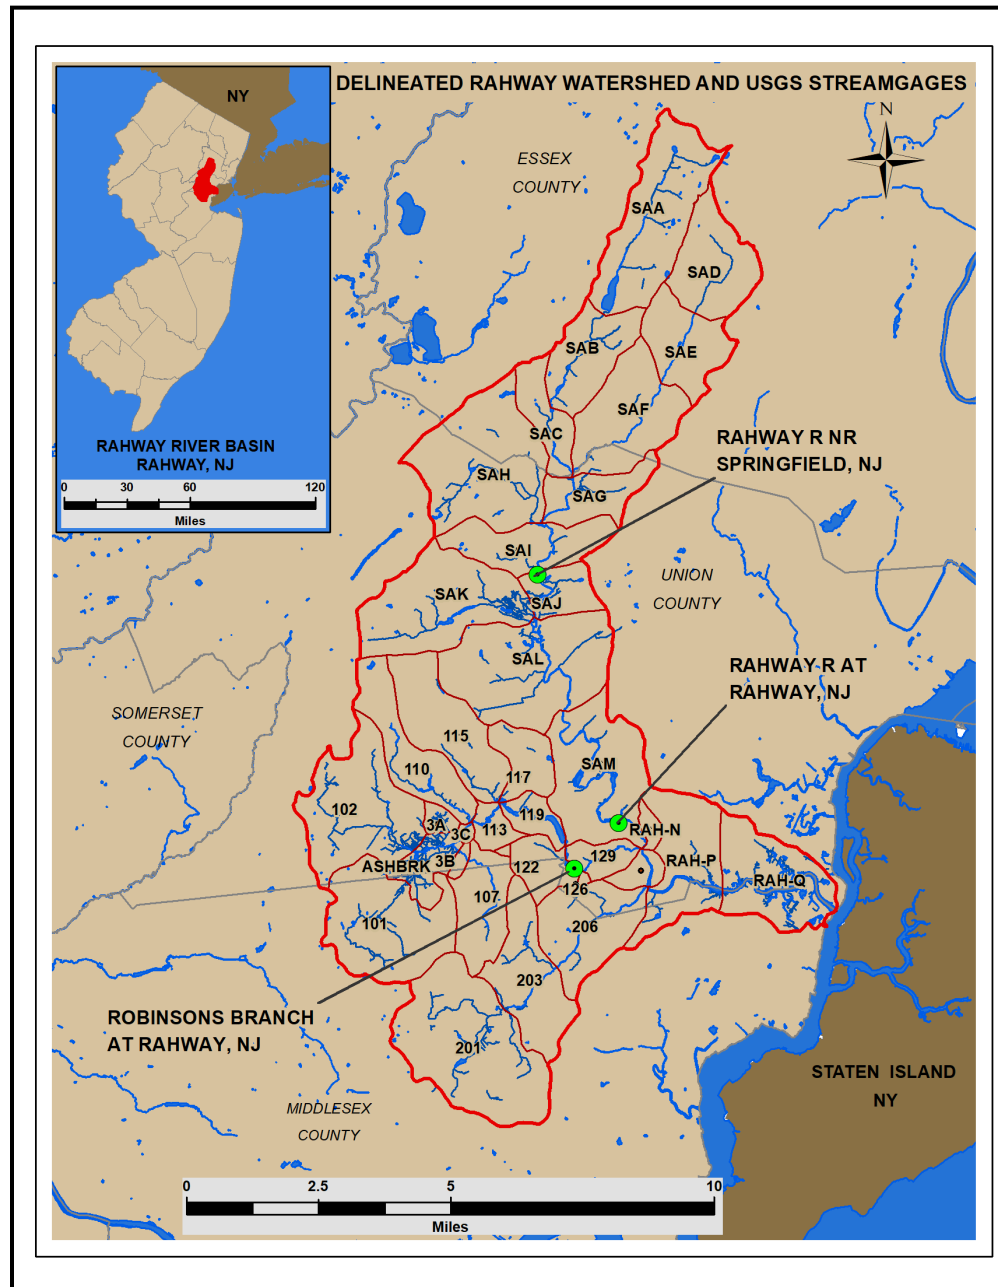 DELINEATED RAHWAY WATERSHED AND USGS STREAMGAGES
NY
N
ESSEX
COUNTY
SAA
SAD
SAB
SAE
SAF
SAC
RAHWAY R NR
SPRINGFIELD, NJ
RAHWAY RIVER BASIN
RAHWAY, NJ
0 30 60 120
Miles
SAH
SAG
SAI
UNION
COUNTY
SAK
SAJ
SAL
RAHWAY R AT
RAHWAY, NJ
SOMERSET
COUNTY
115
SAM
110
117
102
119
3A
3C
113
RAH-N
ASHBRK
3B
122
129
RAH-P
RAH-Q
126
107
101
206
203
ROBINSONS BRANCH
AT RAHWAY, NJ
201
STATEN ISLAND
NY
MIDDLESEX
COUNTY
0 2.5 5 10
Miles